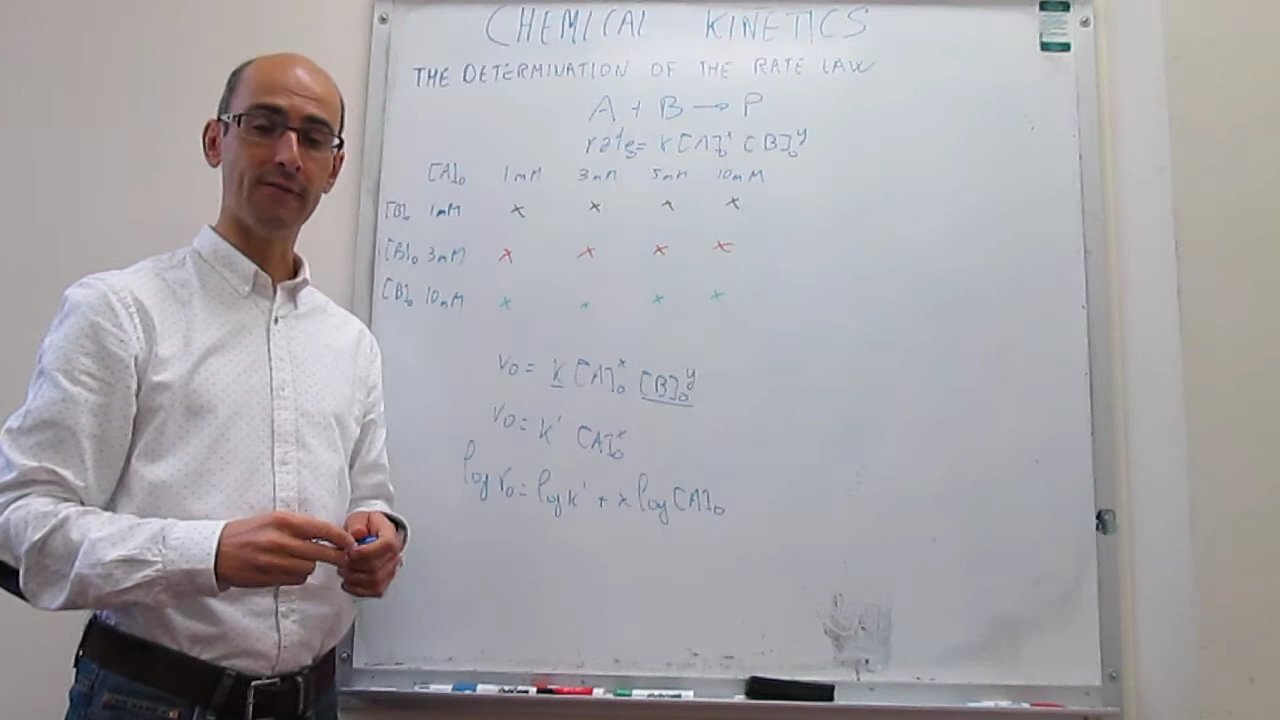 CHEMICAL KINETICS
THE DETERMINATION OF THE RATE LAW
A + B → P
rate = k [A]₀ˣ [B]₀ʸ
[A]₀ 1mM 3mM 5mM 10mM
[B]₀ 1mM × × × ×
[B]₀ 3mM × × × ×
[B]₀ 10mM × × × ×
v₀ = k [A]₀ˣ [B]₀ʸ
v₀ = k' [A]₀ˣ
log v₀ = log k' + x log [A]₀